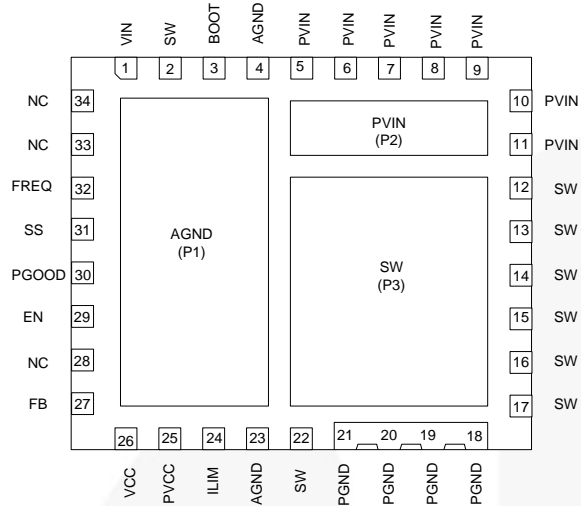 VIN
SW
BOOT
AGND
PVIN
PVIN
PVIN
PVIN
PVIN
1
2
3
4
5
6
7
8
9
NC 34
NC 33
FREQ 32
SS 31
PGOOD 30
EN 29
NC 28
FB 27
AGND
(P1)
PVIN
(P2)
SW
(P3)
10 PVIN
11 PVIN
12 SW
13 SW
14 SW
15 SW
16 SW
17 SW
26
25
24
23
22
21
20
19
18
VCC
PVCC
ILIM
AGND
SW
PGND
PGND
PGND
PGND